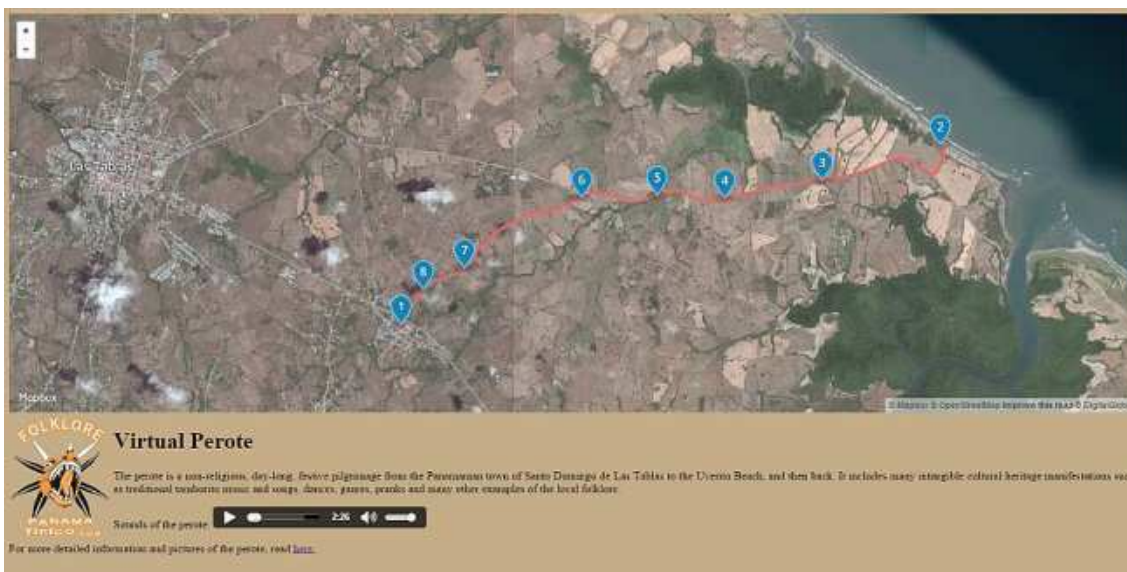 +
-
Las Tablas
2
3
6
5
4
7
8
1
Mapbox
© Mapbox © OpenStreetMap Improve this map © DigitalGlobe
FOLKLORE
PANAMA
TIPICO.COM
Virtual Perote
The perote is a non-religious, day-long, festive pilgrimage from the Panamanian town of Santo Domingo de Las Tablas to the Uverito Beach, and then back. It includes many intangible cultural heritage manifestations such
as traditional tamborito music and songs, dances, games, pranks and many other examples of the local folklore.
Sounds of the perote: 2:26
For more detailed information and pictures of the perote, read here.